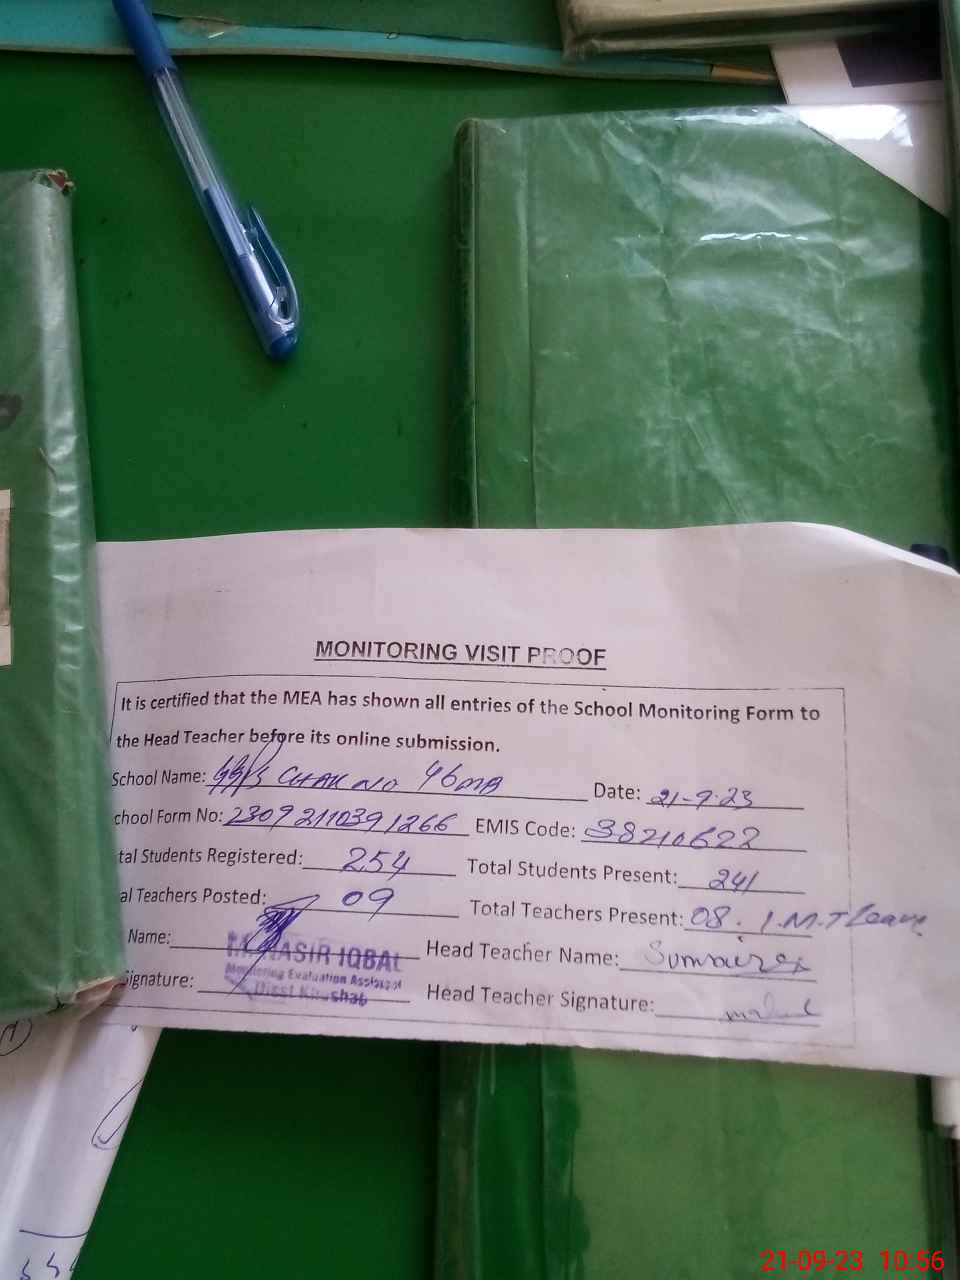 MONITORING VISIT PROOF
It is certified that the MEA has shown all entries of the School Monitoring Form to
the Head Teacher before its online submission.
School Name: GGPS CHAK NO 46MB Date: 21-9-23
chool Form No: 23092110391266 EMIS Code: 38210622
tal Students Registered: 254 Total Students Present: 241
al Teachers Posted: 09 Total Teachers Present: 08. 1.M.T Leave
Name: NASIR IQBAL Head Teacher Name:
Monitoring Evaluation Assistant
Signature: Disst Khushab Head Teacher Signature:
21-09-23 10:56